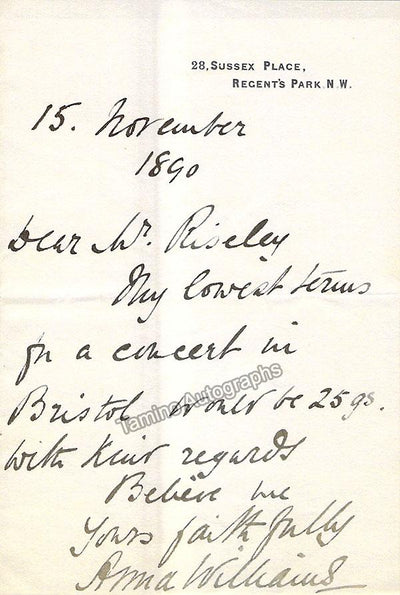 28, SUSSEX PLACE,
REGENT'S PARK N.W.
15. November
1890
Dear Mr. Riseley
My lowest terms
for a concert in
Tamino Autographs
Bristol would be 25 gs.
With kind regards
Believe me
Yours faithfully
Anna Williams